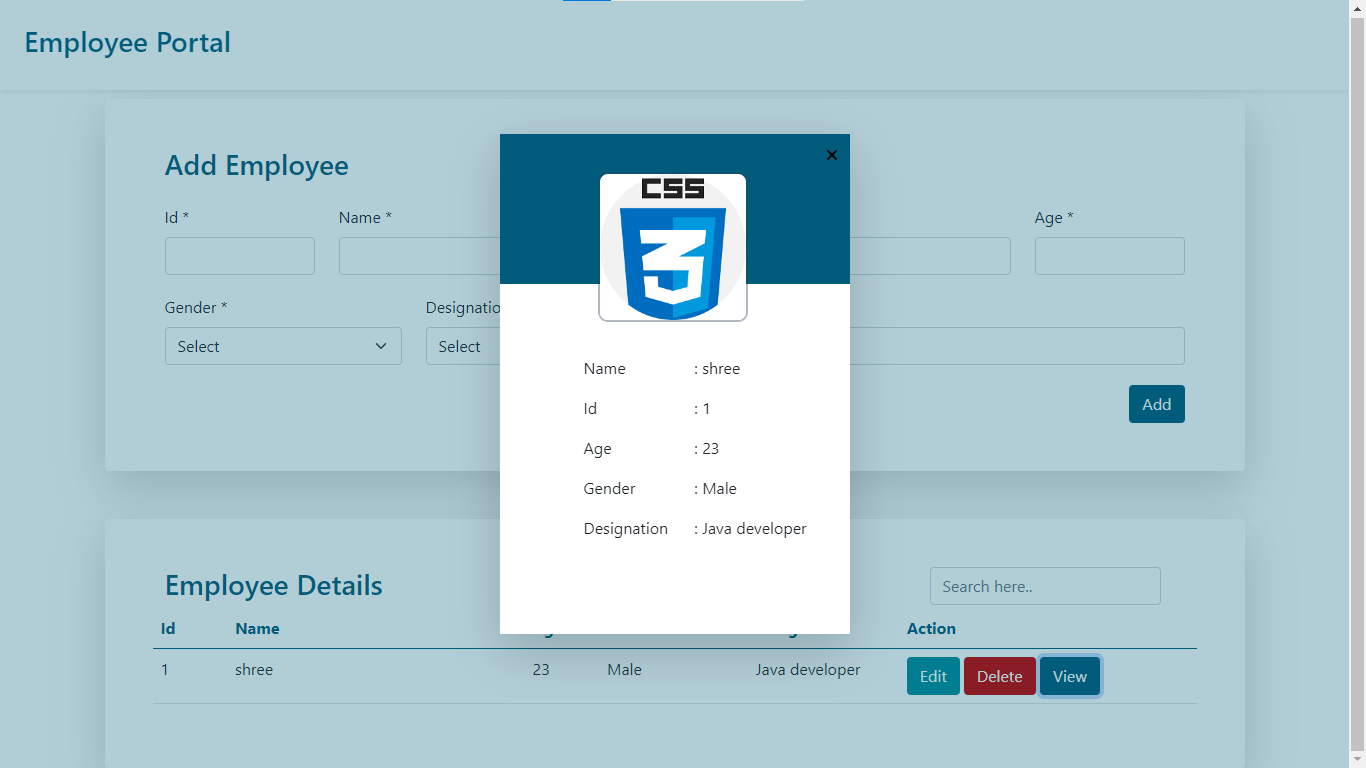 Employee Portal
Add Employee
Id *
Name *
Age *
Gender *
Designatio
Select
Select
Add
×
CSS
3
Name : shree
Id : 1
Age : 23
Gender : Male
Designation : Java developer
Employee Details
Search here..
Id Name Action
1 shree 23 Male Java developer Edit Delete View